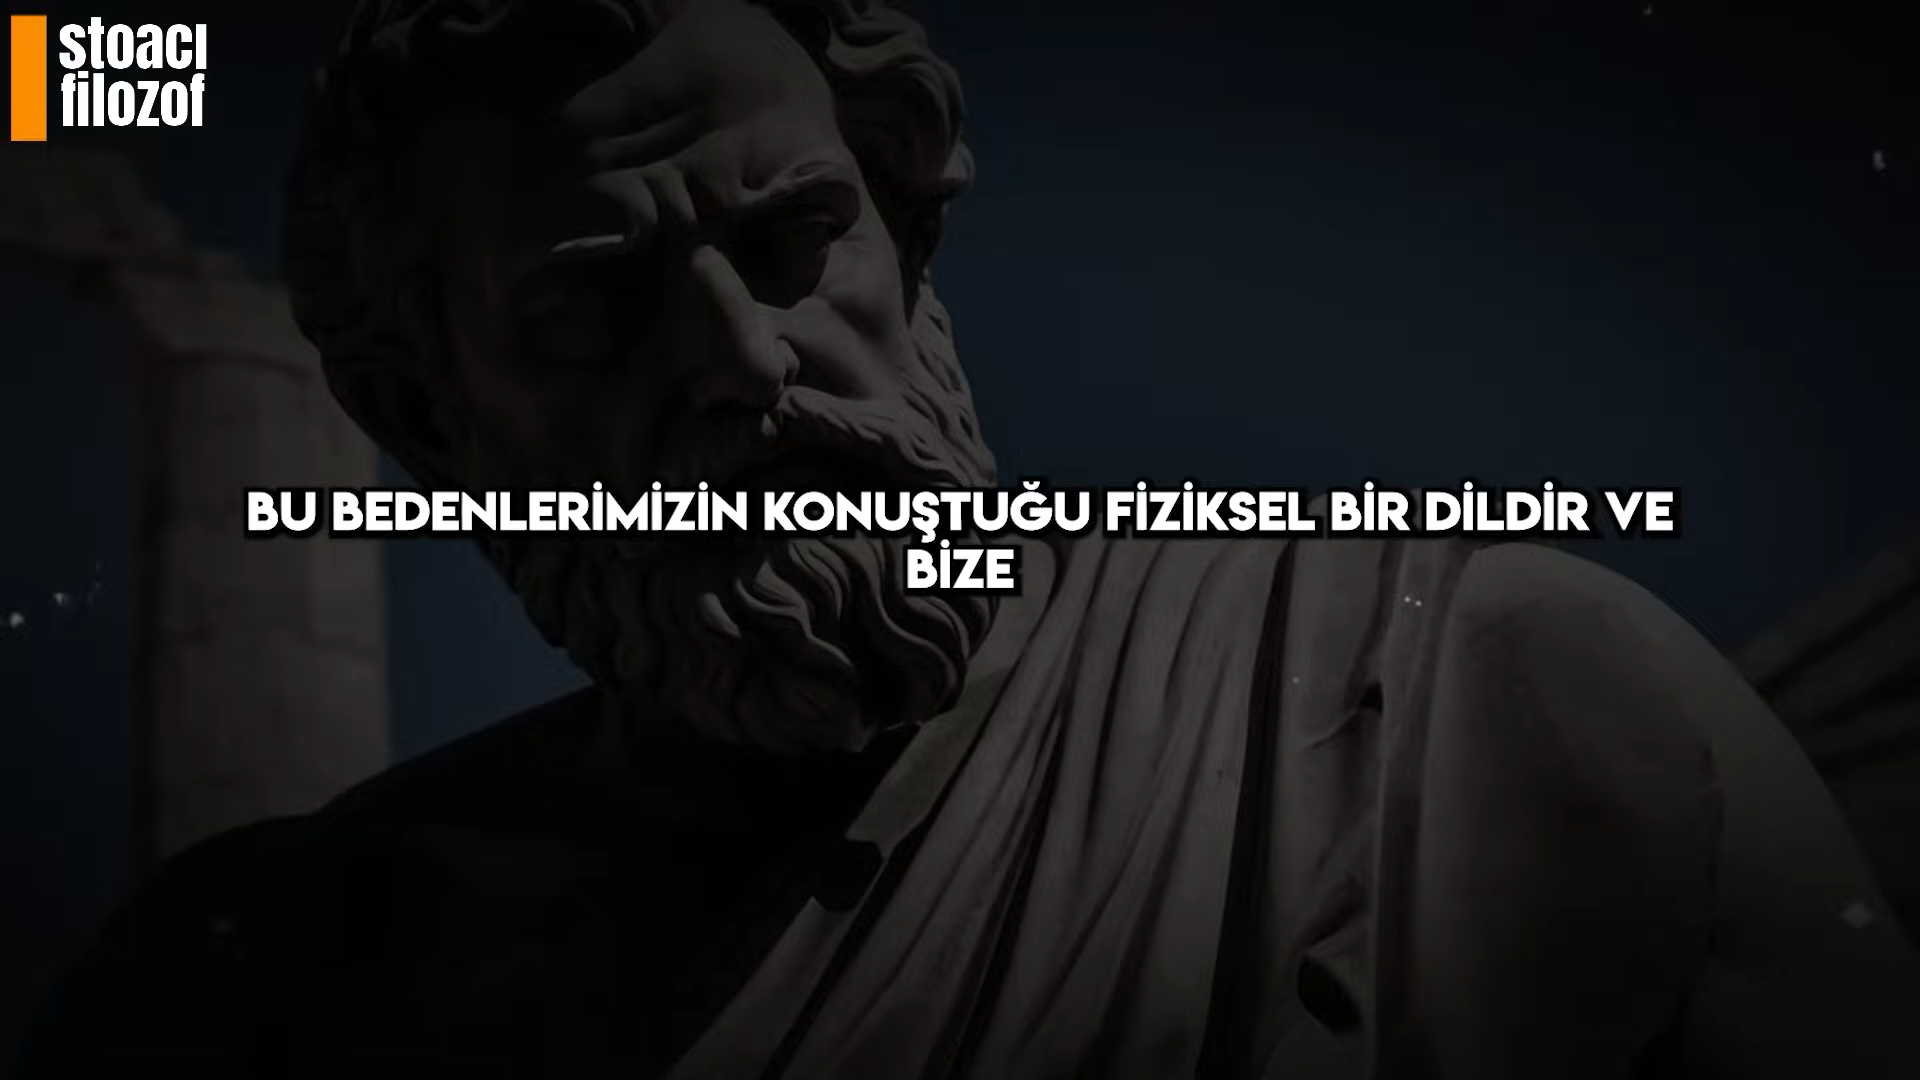 stoacı
filozof
BU BEDENLERİMİZİN KONUŞTUĞU FİZİKSEL BİR DİLDİR VE
BİZE